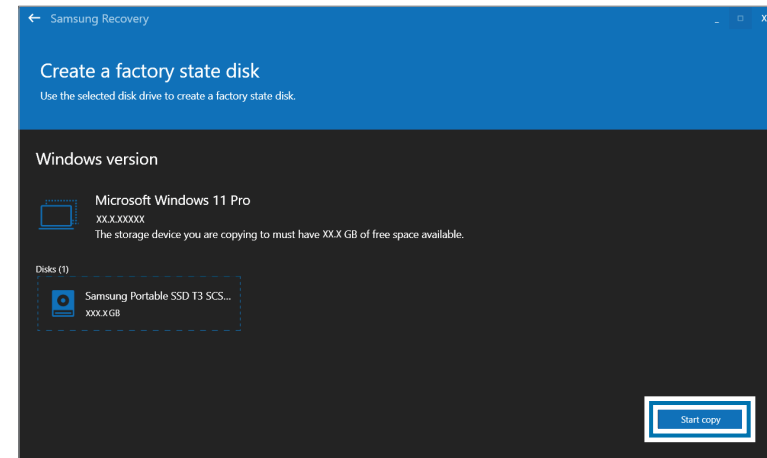 Samsung Recovery
Create a factory state disk
Use the selected disk drive to create a factory state disk.
Windows version
Microsoft Windows 11 Pro
XX.X.XXXXX
The storage device you are copying to must have XX.X GB of free space available.
Disks (1)
Samsung Portable SSD T3 SCS...
XXX.X GB
Start copy